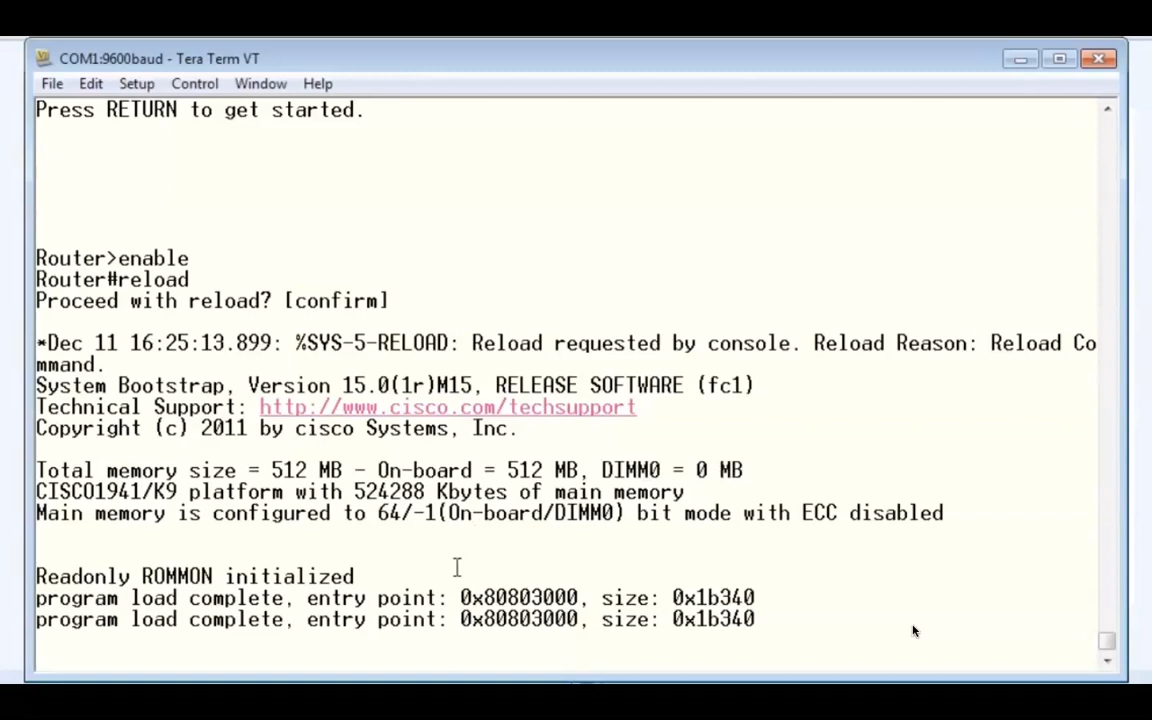 COM1:9600baud - Tera Term VT
File Edit Setup Control Window Help
Press RETURN to get started.
Router>enable
Router#reload
Proceed with reload? [confirm]
*Dec 11 16:25:13.899: %SYS-5-RELOAD: Reload requested by console. Reload Reason: Reload Co
mmand.
System Bootstrap, Version 15.0(1r)M15, RELEASE SOFTWARE (fc1)
Technical Support: http://www.cisco.com/techsupport
Copyright (c) 2011 by cisco Systems, Inc.
Total memory size = 512 MB - On-board = 512 MB, DIMM0 = 0 MB
CISCO1941/K9 platform with 524288 Kbytes of main memory
Main memory is configured to 64/-1(On-board/DIMM0) bit mode with ECC disabled
Readonly ROMMON initialized
program load complete, entry point: 0x80803000, size: 0x1b340
program load complete, entry point: 0x80803000, size: 0x1b340